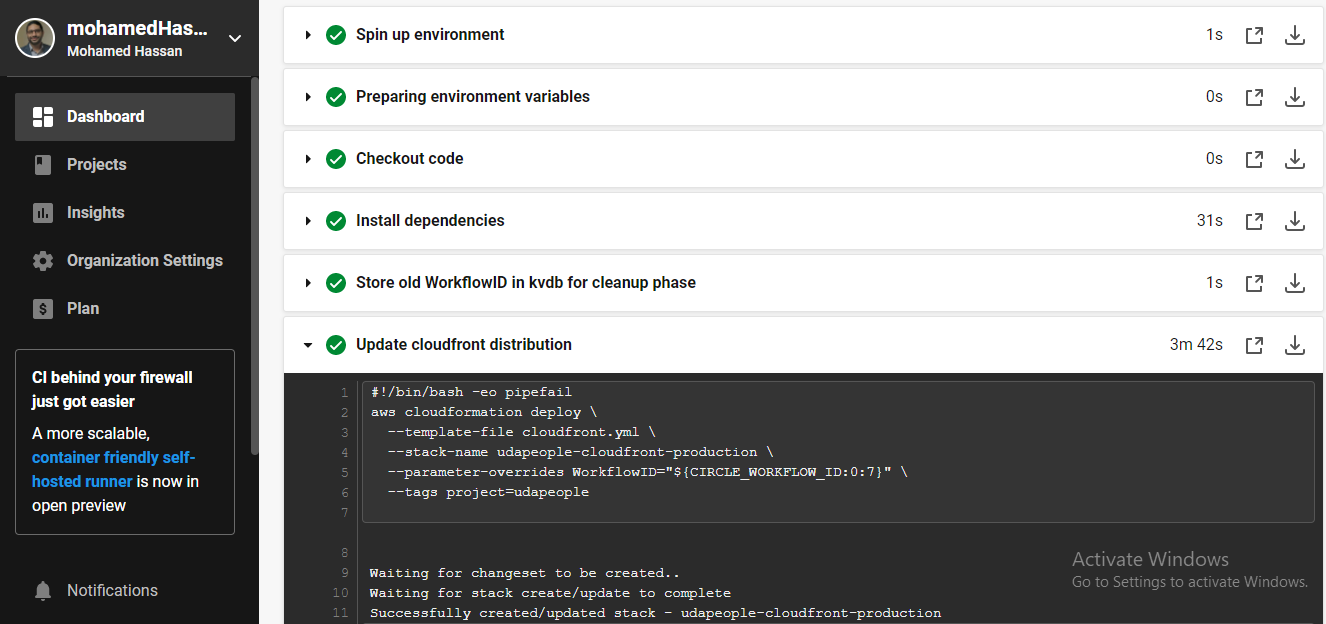 mohamedHas...
Mohamed Hassan
Dashboard
Projects
Insights
Organization Settings
Plan
CI behind your firewall
just got easier
A more scalable,
container friendly self-
hosted runner is now in
open preview
Notifications
Spin up environment 1s
Preparing environment variables 0s
Checkout code 0s
Install dependencies 31s
Store old WorkflowID in kvdb for cleanup phase 1s
Update cloudfront distribution 3m 42s
1 #!/bin/bash -eo pipefail
2 aws cloudformation deploy \
3 --template-file cloudfront.yml \
4 --stack-name udapeople-cloudfront-production \
5 --parameter-overrides WorkflowID="${CIRCLE_WORKFLOW_ID:0:7}" \
6 --tags project=udapeople
7
8
9 Waiting for changeset to be created..
10 Waiting for stack create/update to complete
11 Successfully created/updated stack - udapeople-cloudfront-production
Activate Windows
Go to Settings to activate Windows.